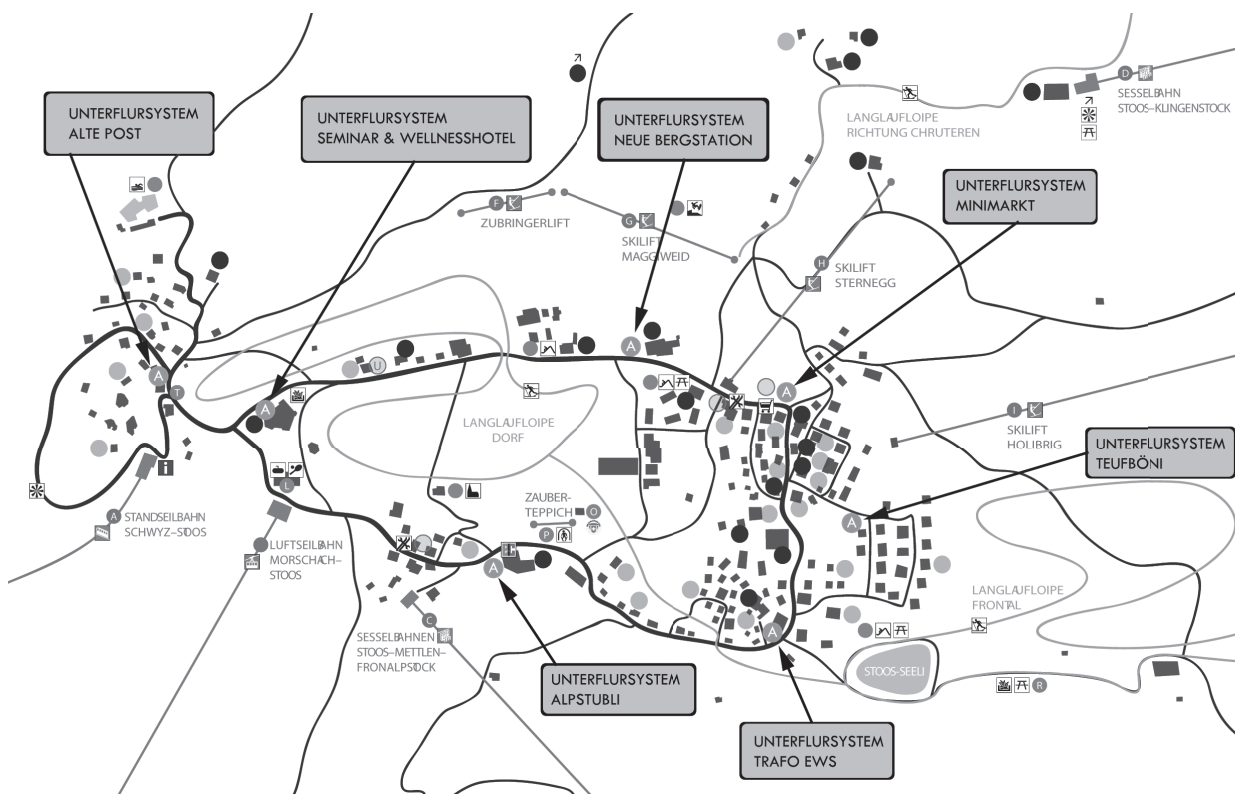 UNTERFLURSYSTEM
ALTE POST
UNTERFLURSYSTEM
SEMINAR & WELLNESSHOTEL
UNTERFLURSYSTEM
NEUE BERGSTATION
UNTERFLURSYSTEM
MINIMARKT
UNTERFLURSYSTEM
TEUFBÖNI
UNTERFLURSYSTEM
ALPSTUBLI
UNTERFLURSYSTEM
TRAFO EWS
D
SESSELBAHN
STOOS–KLINGENSTOCK
LANGLAUFLOIPE
RICHTUNG CHRUTEREN
F
ZUBRINGERLIFT
G
SKILIFT
MAGGIWEID
H
SKILIFT
STERNEGG
I
SKILIFT
HOLIBRIG
A
A
A
A
A
A
A
T
U
L
i
LANGLAUFLOIPE
DORF
ZAUBER-
TEPPICH
O
P
A
STANDSEILBAHN
SCHWYZ–STOOS
LUFTSEILBAHN
MORSCHACH–
STOOS
C
SESSELBAHNEN
STOOS–METTLEN–
FRONALPSTOCK
LANGLAUFLOIPE
FRONTAL
STOOS-SEELI
R